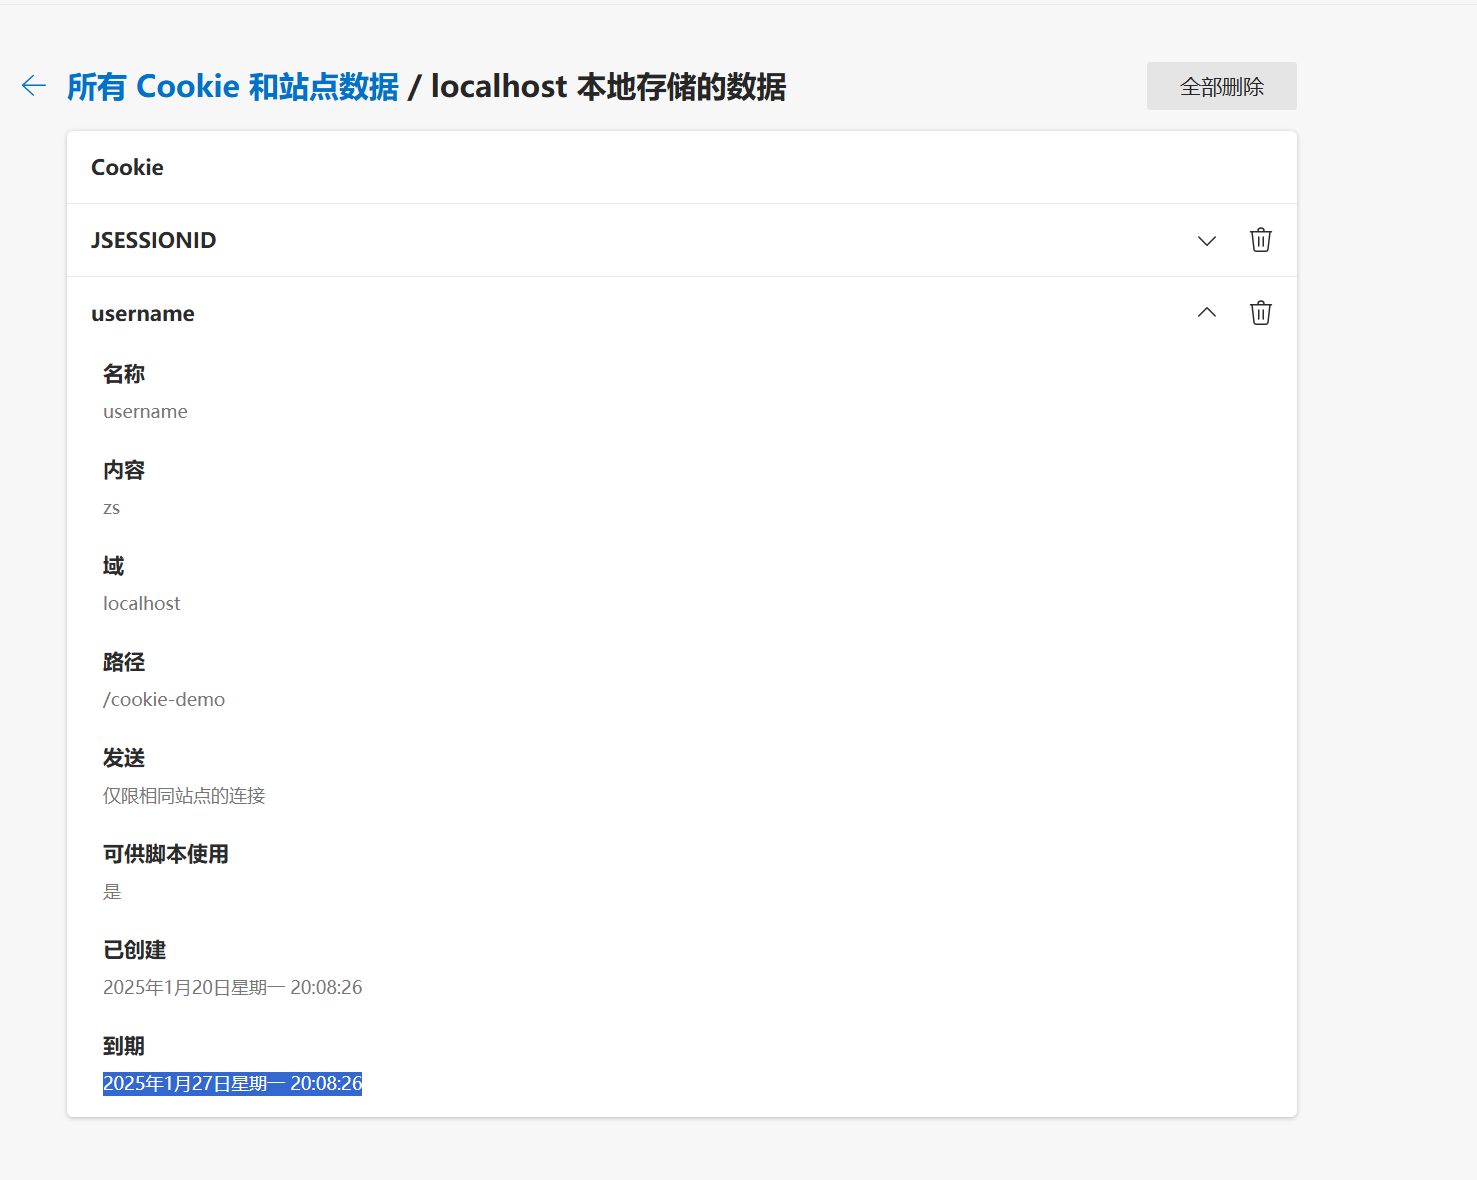 所有 Cookie 和站点数据 / localhost 本地存储的数据
全部删除
Cookie
JSESSIONID
username
名称
username
内容
zs
域
localhost
路径
/cookie-demo
发送
仅限相同站点的连接
可供脚本使用
是
已创建
2025年1月20日星期一 20:08:26
到期
2025年1月27日星期一 20:08:26